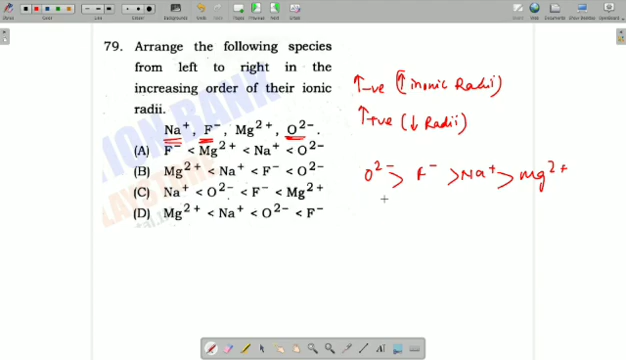 79. Arrange the following species
from left to right in the
increasing order of their ionic
radii.
Na⁺, F⁻, Mg²⁺, O²⁻.
(A) F⁻ < Mg²⁺ < Na⁺ < O²⁻
(B) Mg²⁺ < Na⁺ < F⁻ < O²⁻
(C) Na⁺ < O²⁻ < F⁻ < Mg²⁺
(D) Mg²⁺ < Na⁺ < O²⁻ < F⁻
↑-ve (↑ in ionic Radii)
↑+ve (↓ Radii)
O²⁻ > F⁻ > Na⁺ > Mg²⁺